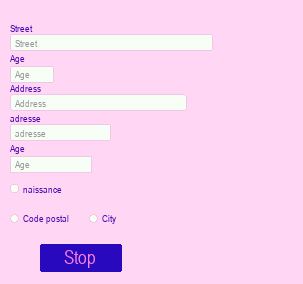 Street
Street
Age
Age
Address
Address
adresse
adresse
Age
Age
naissance
Code postal City
Stop